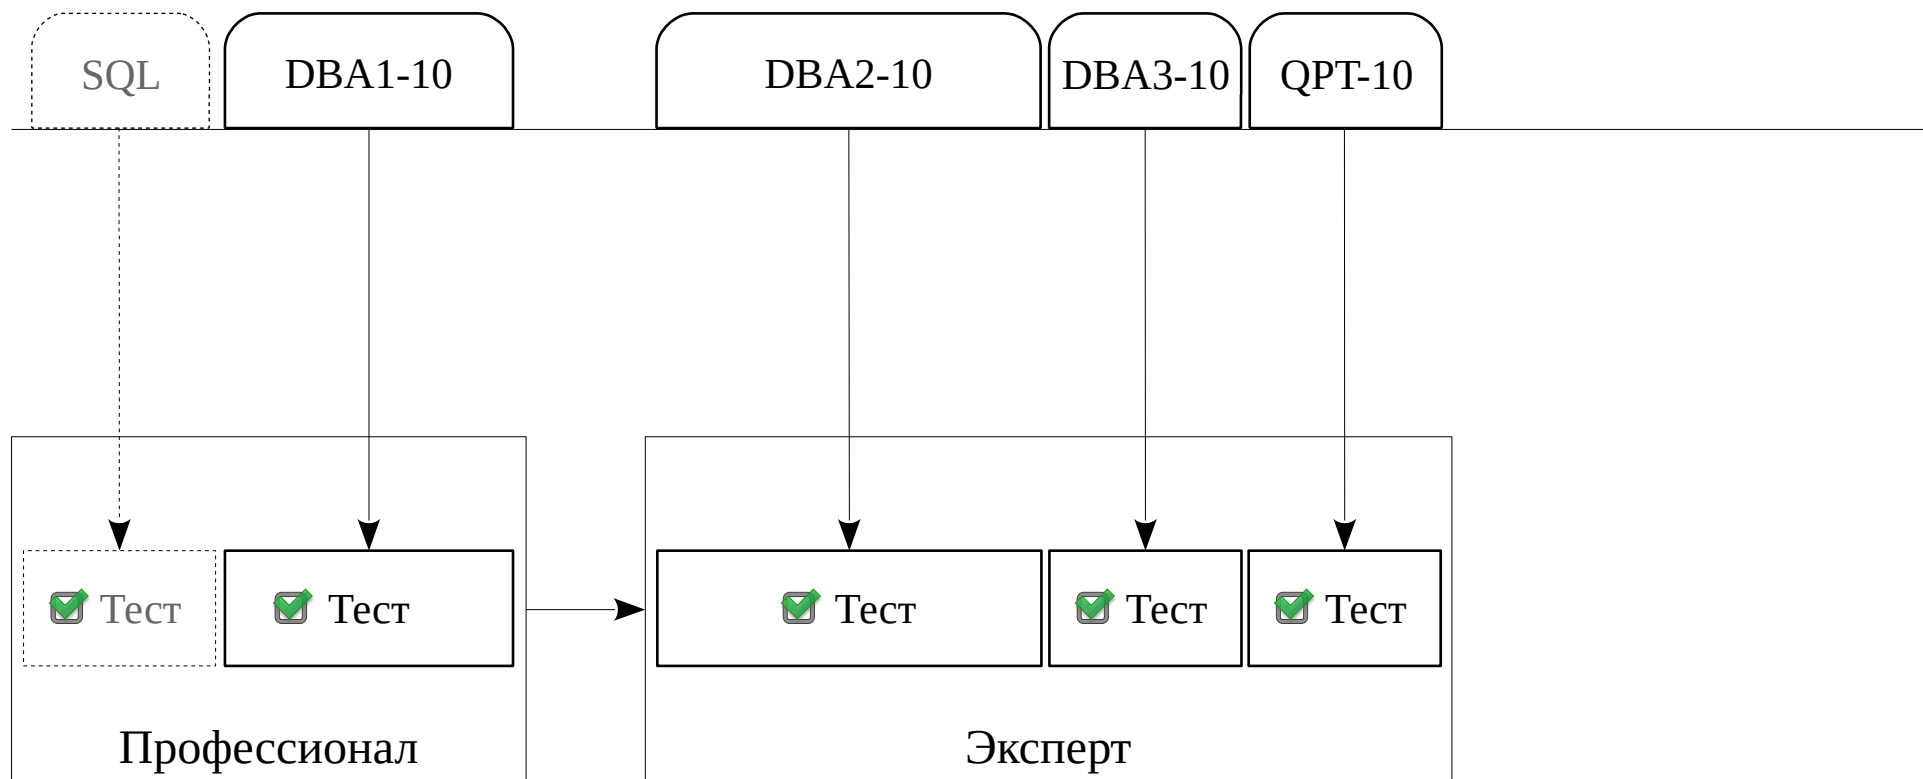 SQL
DBA1-10
DBA2-10
DBA3-10
QPT-10
Тест
Тест
Тест
Тест
Тест
Профессионал
Эксперт